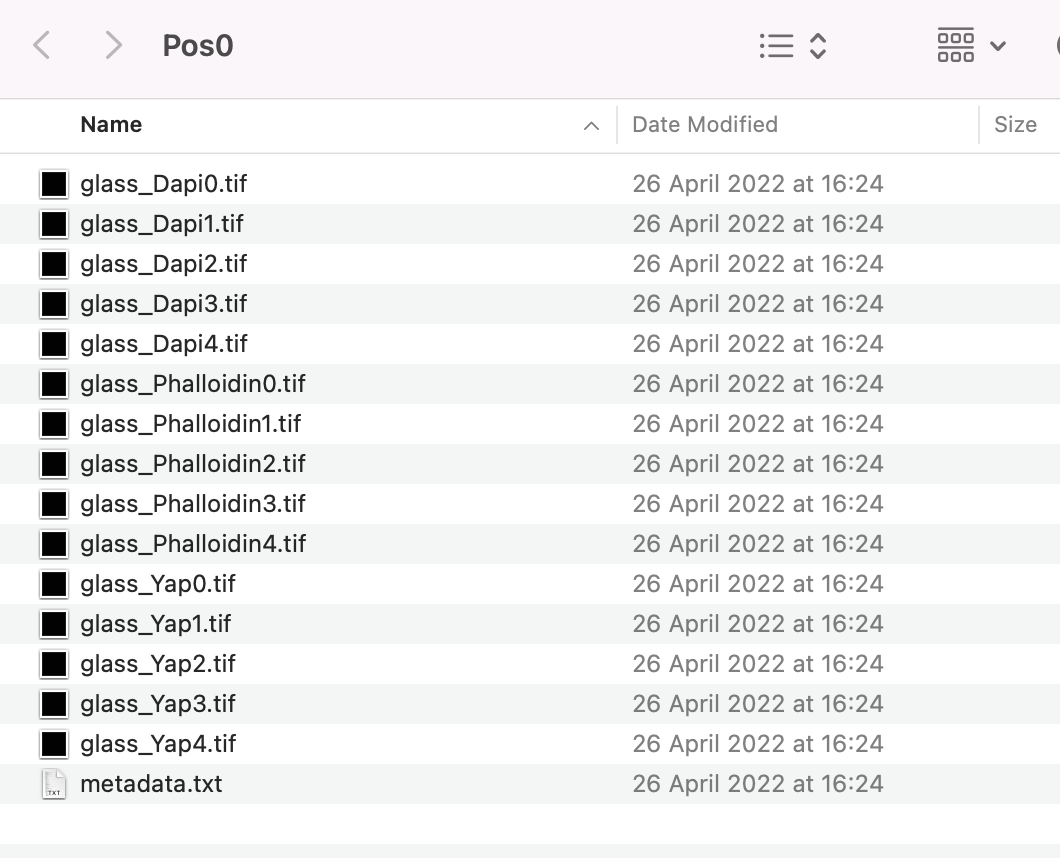 Pos0
Name Date Modified Size
glass_Dapi0.tif 26 April 2022 at 16:24
glass_Dapi1.tif 26 April 2022 at 16:24
glass_Dapi2.tif 26 April 2022 at 16:24
glass_Dapi3.tif 26 April 2022 at 16:24
glass_Dapi4.tif 26 April 2022 at 16:24
glass_Phalloidin0.tif 26 April 2022 at 16:24
glass_Phalloidin1.tif 26 April 2022 at 16:24
glass_Phalloidin2.tif 26 April 2022 at 16:24
glass_Phalloidin3.tif 26 April 2022 at 16:24
glass_Phalloidin4.tif 26 April 2022 at 16:24
glass_Yap0.tif 26 April 2022 at 16:24
glass_Yap1.tif 26 April 2022 at 16:24
glass_Yap2.tif 26 April 2022 at 16:24
glass_Yap3.tif 26 April 2022 at 16:24
glass_Yap4.tif 26 April 2022 at 16:24
TXT metadata.txt 26 April 2022 at 16:24